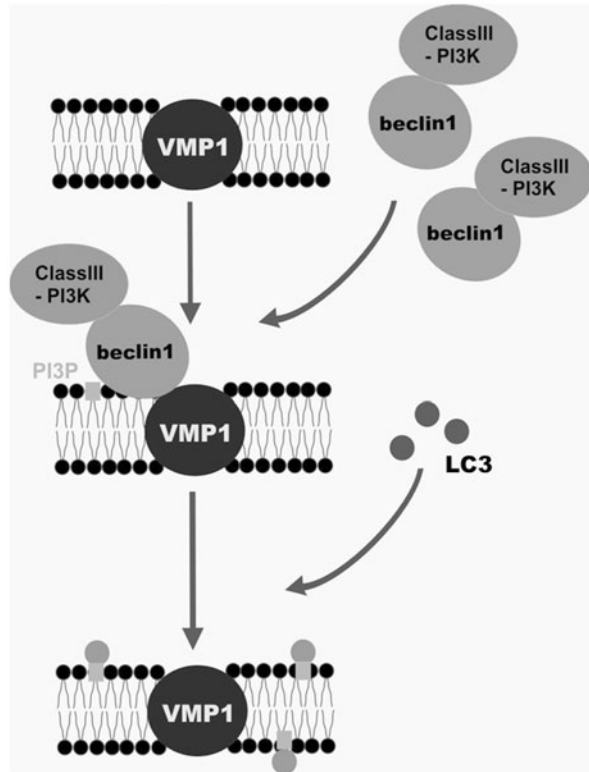 ClassIII
- PI3K
beclin1
VMP1
ClassIII
- PI3K
beclin1
ClassIII
- PI3K
beclin1
PI3P
VMP1
LC3
VMP1